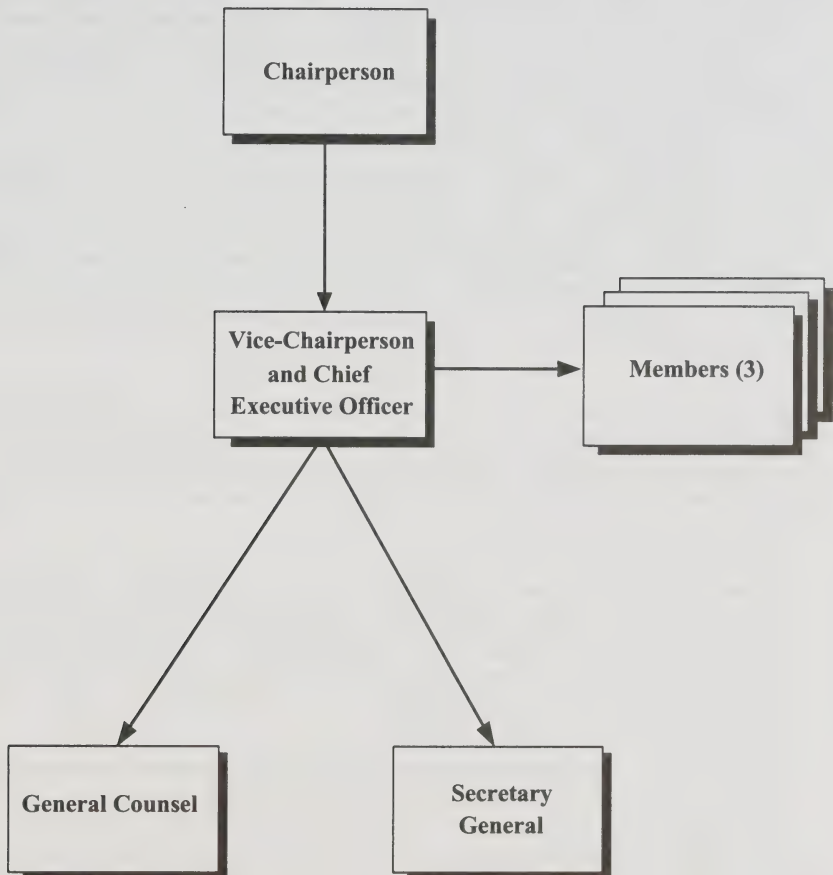 Chairperson
Vice-Chairperson
and Chief
Executive Officer
Members (3)
General Counsel
Secretary
General